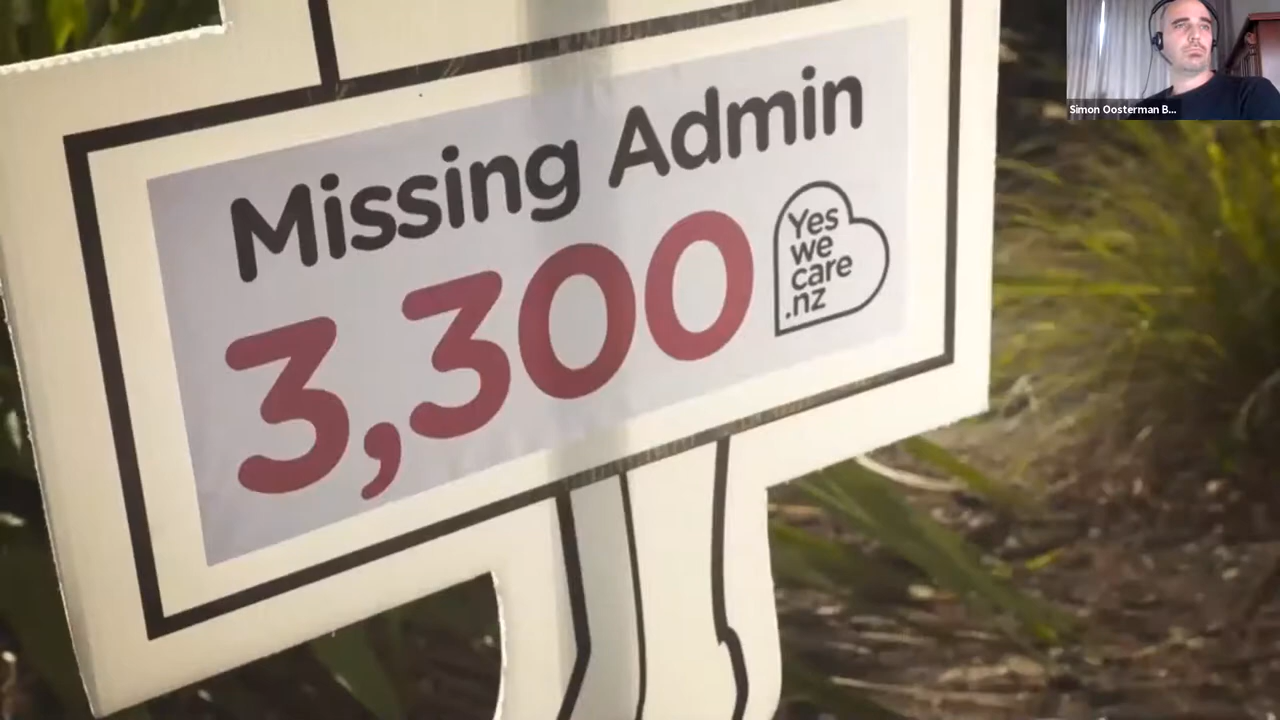 Missing Admin
3,300
Yes
we
care
.nz
Simon Oosterman B...